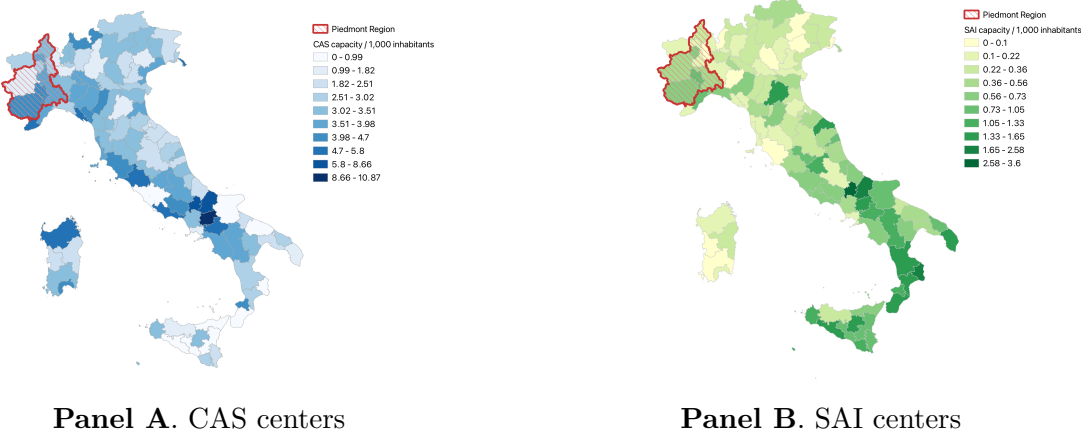 Piedmont Region
CAS capacity / 1,000 inhabitants
0 - 0.99
0.99 - 1.82
1.82 - 2.51
2.51 - 3.02
3.02 - 3.51
3.51 - 3.98
3.98 - 4.7
4.7 - 5.8
5.8 - 8.66
8.66 - 10.87
Panel A. CAS centers
Piedmont Region
SAI capacity / 1,000 inhabitants
0 - 0.1
0.1 - 0.22
0.22 - 0.36
0.36 - 0.56
0.56 - 0.73
0.73 - 1.05
1.05 - 1.33
1.33 - 1.65
1.65 - 2.58
2.58 - 3.6
Panel B. SAI centers